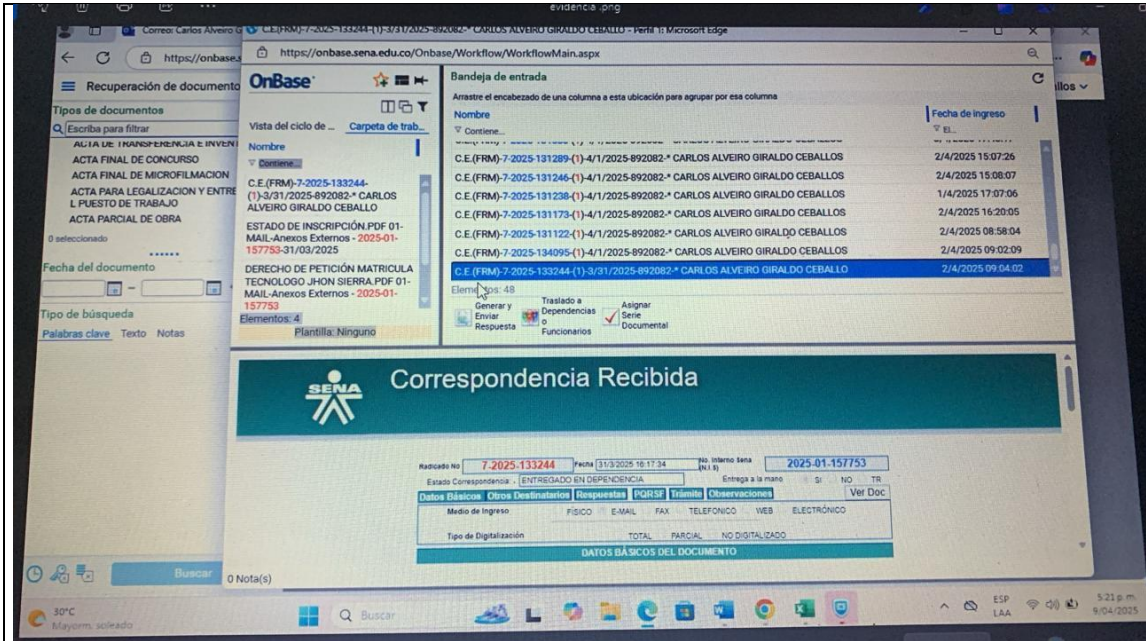 evidencia .png
Correo: Carlos Alveiro G
C.E(FRM)-7-2025-133244-(1)-3/31/2025-892082-* CARLOS ALVEIRO GIRALDO CEBALLO - Perfil 1: Microsoft Edge
https://onbase.s
https://onbase.sena.edu.co/Onbase/Workflow/WorkflowMain.aspx
Recuperación de documento
llos
Tipos de documentos
Escriba para filtrar
ACTA DE TRANSFERENCIA E INVENT
ACTA FINAL DE CONCURSO
ACTA FINAL DE MICROFILMACION
ACTA PARA LEGALIZACION Y ENTRE
L PUESTO DE TRABAJO
ACTA PARCIAL DE OBRA
0 seleccionado
Fecha del documento
Tipo de búsqueda
Palabras clave Texto Notas
Buscar
OnBase
Vista del ciclo de ... Carpeta de trab...
Nombre
Contiene...
C.E.(FRM)-7-2025-133244-
(1)-3/31/2025-892082-* CARLOS
ALVEIRO GIRALDO CEBALLO
ESTADO DE INSCRIPCIÓN.PDF 01-
MAIL-Anexos Externos - 2025-01-
157753-31/03/2025
DERECHO DE PETICIÓN MATRICULA
TECNOLOGO JHON SIERRA.PDF 01-
MAIL-Anexos Externos - 2025-01-
157753
Elementos: 4
Plantilla: Ninguno
Bandeja de entrada
Arrastre el encabezado de una columna a esta ubicación para agrupar por esa columna
Nombre Fecha de ingreso
Contiene... El...
C.E.(FRM)-7-2025-131289-(1)-4/1/2025-892082-* CARLOS ALVEIRO GIRALDO CEBALLOS 2/4/2025 15:07:26
C.E.(FRM)-7-2025-131246-(1)-4/1/2025-892082-* CARLOS ALVEIRO GIRALDO CEBALLOS 2/4/2025 15:08:07
C.E.(FRM)-7-2025-131238-(1)-4/1/2025-892082-* CARLOS ALVEIRO GIRALDO CEBALLOS 1/4/2025 17:07:06
C.E.(FRM)-7-2025-131173-(1)-4/1/2025-892082-* CARLOS ALVEIRO GIRALDO CEBALLOS 2/4/2025 16:20:05
C.E.(FRM)-7-2025-131122-(1)-4/1/2025-892082-* CARLOS ALVEIRO GIRALDO CEBALLOS 2/4/2025 08:58:04
C.E.(FRM)-7-2025-134095-(1)-4/1/2025-892082-* CARLOS ALVEIRO GIRALDO CEBALLOS 2/4/2025 09:02:09
C.E.(FRM)-7-2025-133244-(1)-3/31/2025-892082-* CARLOS ALVEIRO GIRALDO CEBALLO 2/4/2025 09:04:02
Elementos: 48
Generar y
Enviar
Respuesta
Traslado a
Dependencias
o
Funcionarios
Asignar
Serie
Documental
SENA
Correspondencia Recibida
Radicado No 7-2025-133244 Fecha 31/3/2025 16:17:34 No. Interno Sena (N.I.S) 2025-01-157753
Estado Correspondencia: ENTREGADO EN DEPENDENCIA Entrega a la mano SI NO TR
Datos Básicos Otros Destinatarios Respuestas PQRSF Trámite Observaciones Ver Doc
Medio de Ingreso FÍSICO E-MAIL FAX TELEFONICO WEB ELECTRÓNICO
Tipo de Digitalización TOTAL PARCIAL NO DIGITALIZADO
DATOS BÁSICOS DEL DOCUMENTO
0 Nota(s)
30°C
Mayorm. soleado
Buscar
ESP
LAA
5:21 p.m.
9/04/2025